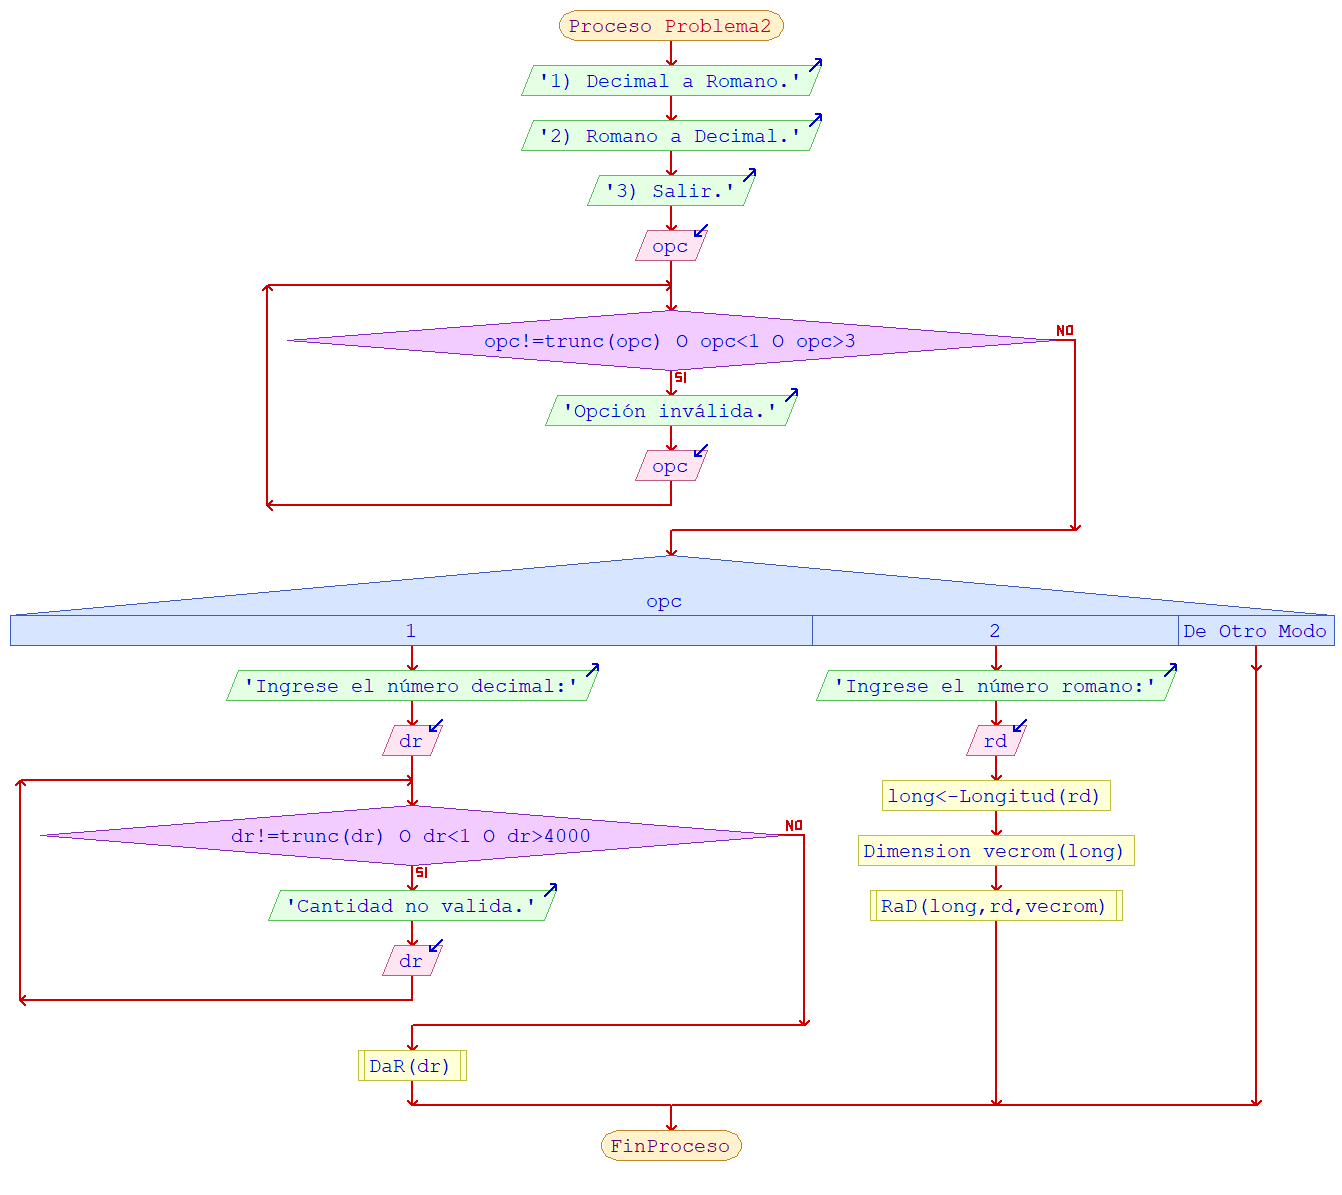 Proceso Problema2
'1) Decimal a Romano.'
'2) Romano a Decimal.'
'3) Salir.'
opc
opc!=trunc(opc) O opc<1 O opc>3
NO
SI
'Opción inválida.'
opc
opc
1
2
De Otro Modo
'Ingrese el número decimal:'
dr
dr!=trunc(dr) O dr<1 O dr>4000
NO
SI
'Cantidad no valida.'
dr
DaR(dr)
'Ingrese el número romano:'
rd
long<-Longitud(rd)
Dimension vecrom(long)
RaD(long,rd,vecrom)
FinProceso